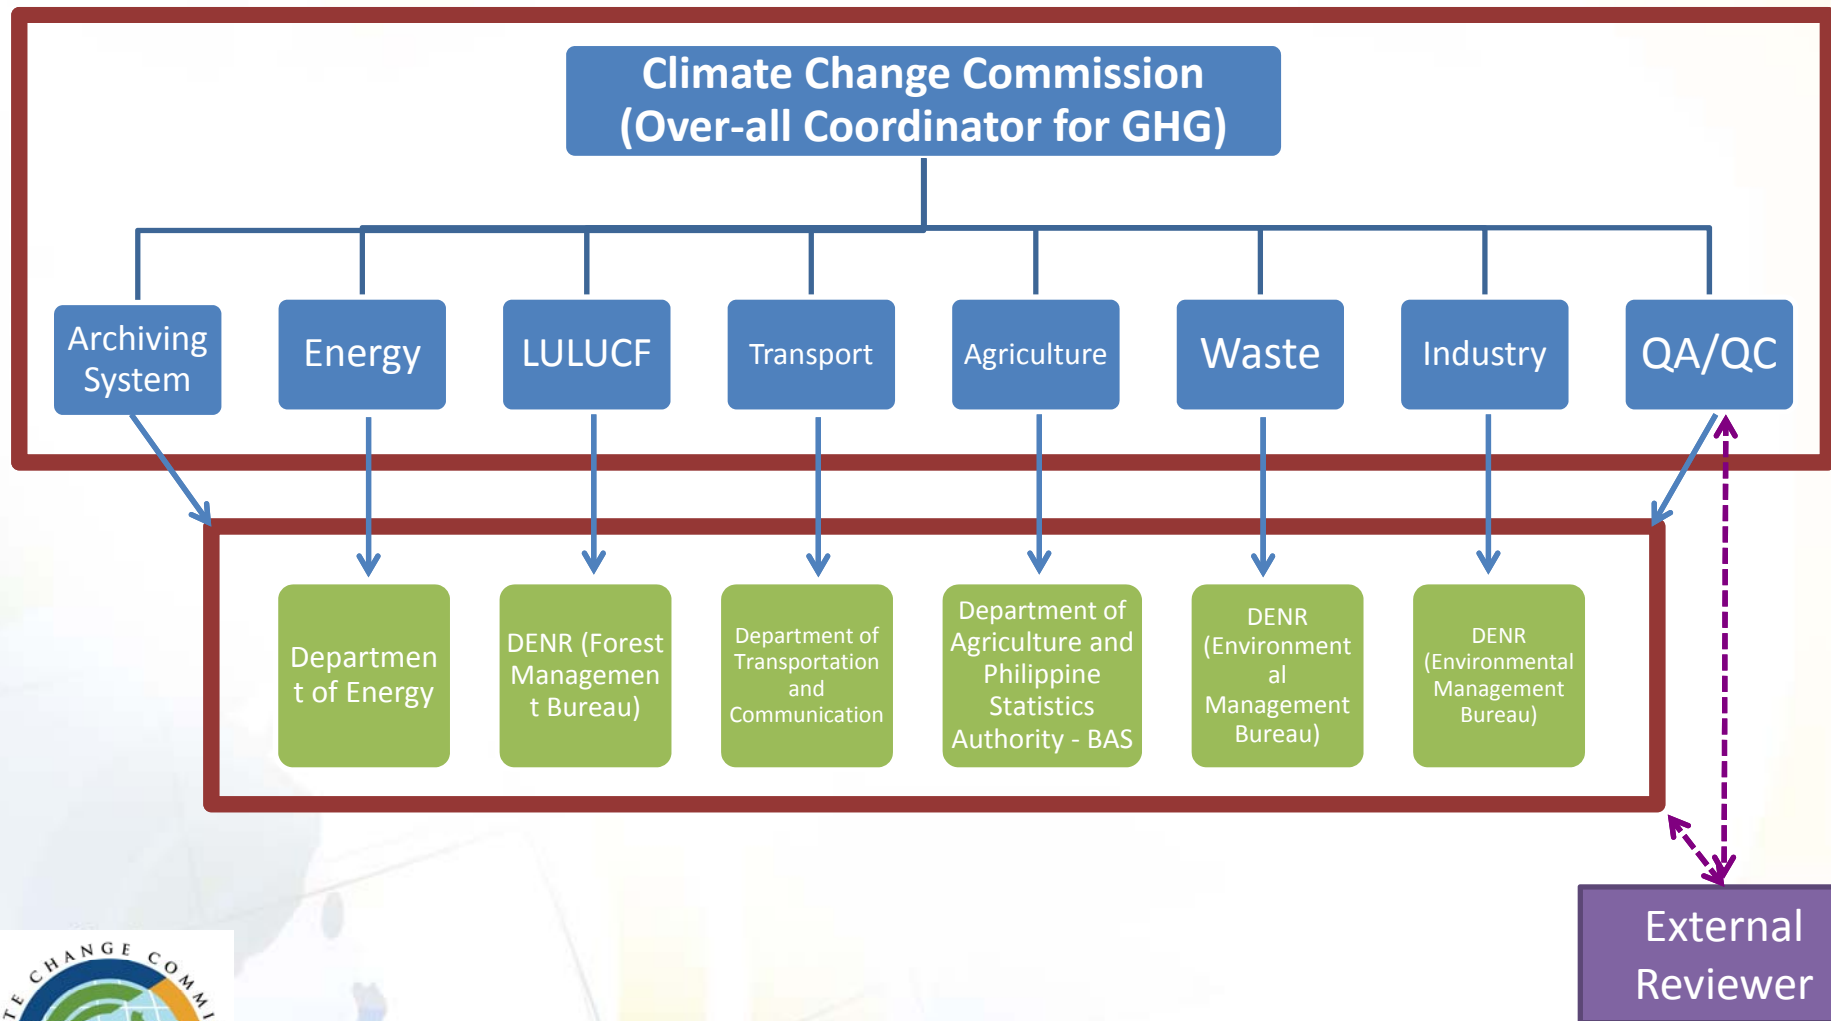 Climate Change Commission
(Over-all Coordinator for GHG)
Archiving
System
Energy
LULUCF
Transport
Agriculture
Waste
Industry
QA/QC
Departmen
t of Energy
DENR (Forest
Managemen
t Bureau)
Department of
Transportation
and
Communication
Department of
Agriculture and
Philippine
Statistics
Authority - BAS
DENR
(Environment
al
Management
Bureau)
DENR
(Environmental
Management
Bureau)
External
Reviewer
CHANGE